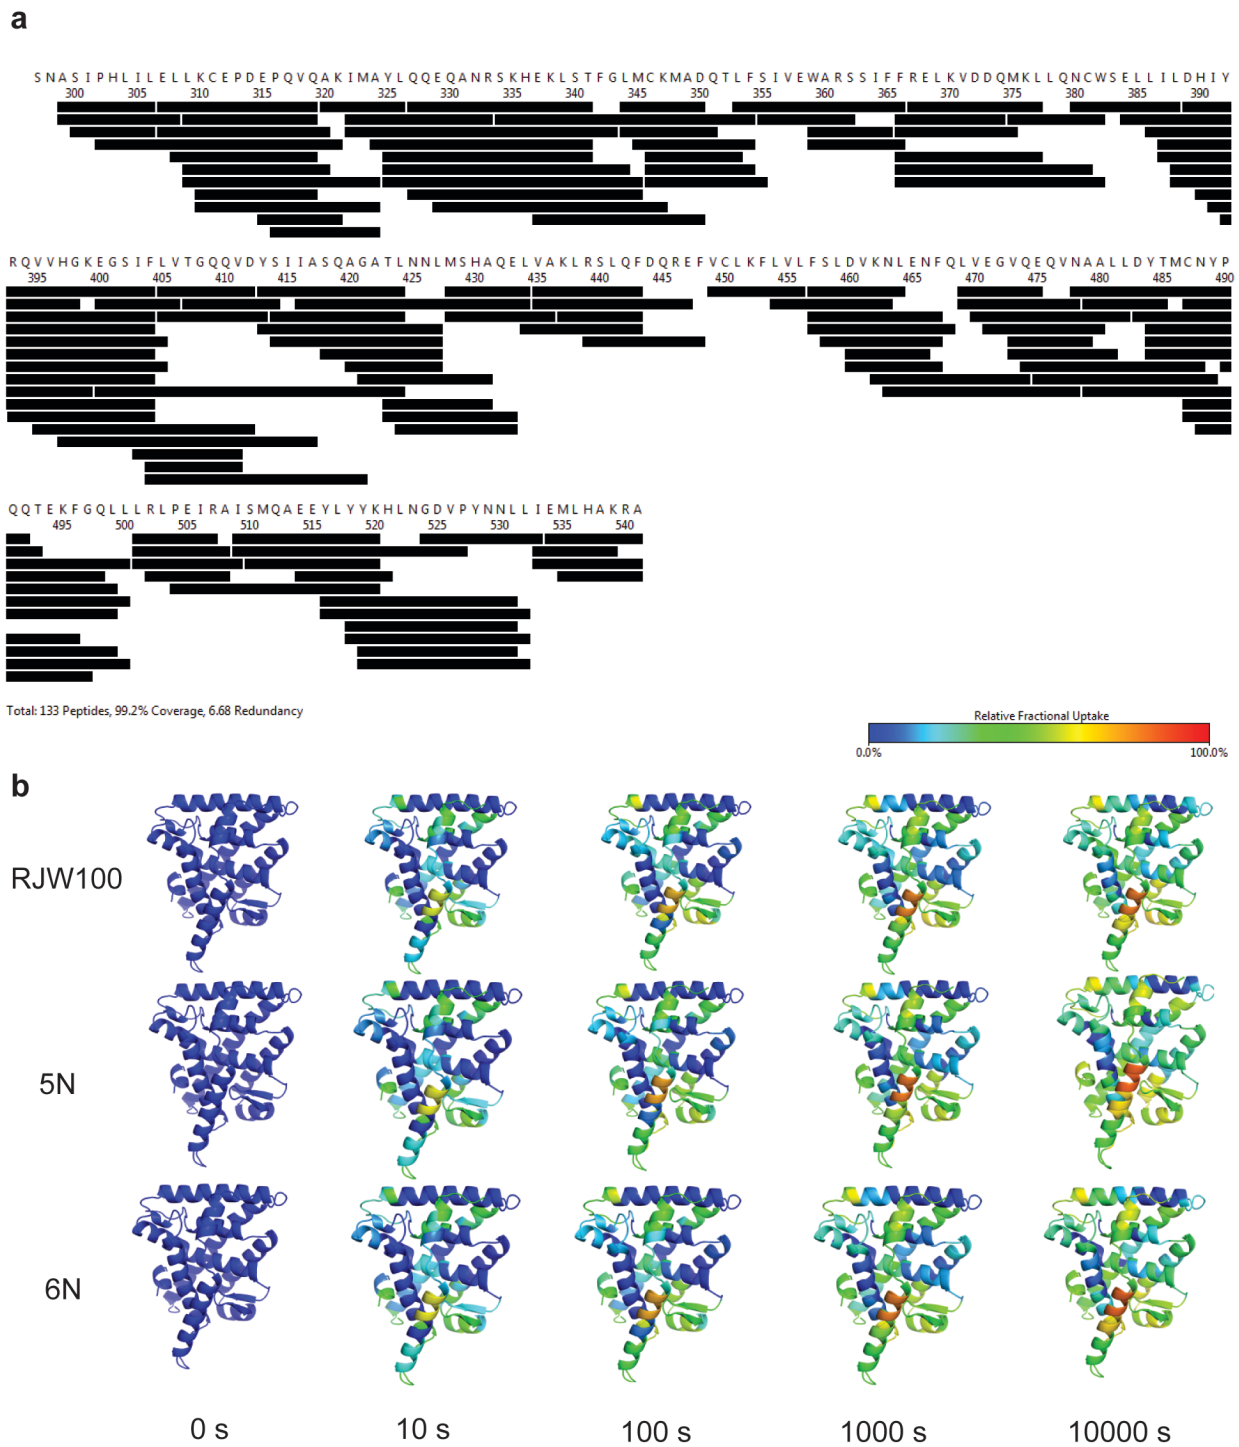 a
S N A S I P H L I L E L L K C E P D E P Q V Q A K I M A Y L Q Q E Q A N R S K H E K L S T F G L M C K M A D Q T L F S I V E W A R S S I F F R E L K V D D Q M K L L Q N C W S E L L I L D H I Y
300 305 310 315 320 325 330 335 340 345 350 355 360 365 370 375 380 385 390
R Q V V H G K E G S I F L V T G Q Q V D Y S I I A S Q A G A T L N N L M S H A Q E L V A K L R S L Q F D Q R E F V C L K F L V L F S L D V K N L E N F Q L V E G V Q E Q V N A A L L D Y T M C N Y P
395 400 405 410 415 420 425 430 435 440 445 450 455 460 465 470 475 480 485 490
Q Q T E K F G Q L L L R L P E I R A I S M Q A E E Y L Y Y K H L N G D V P Y N N L L I E M L H A K R A
495 500 505 510 515 520 525 530 535 540
Total: 133 Peptides, 99.2% Coverage, 6.68 Redundancy
Relative Fractional Uptake
0.0% 100.0%
b
RJW100
5N
6N
0 s 10 s 100 s 1000 s 10000 s